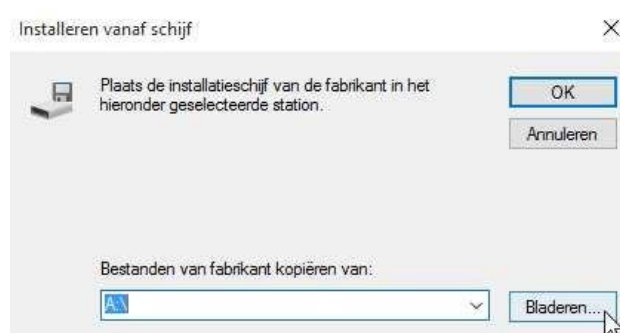 Installeren vanaf schijf
Plaats de installatieschijf van de fabrikant in het
hieronder geselecteerde station.
OK
Annuleren
Bestanden van fabrikant kopiëren van:
A:\
Bladeren...